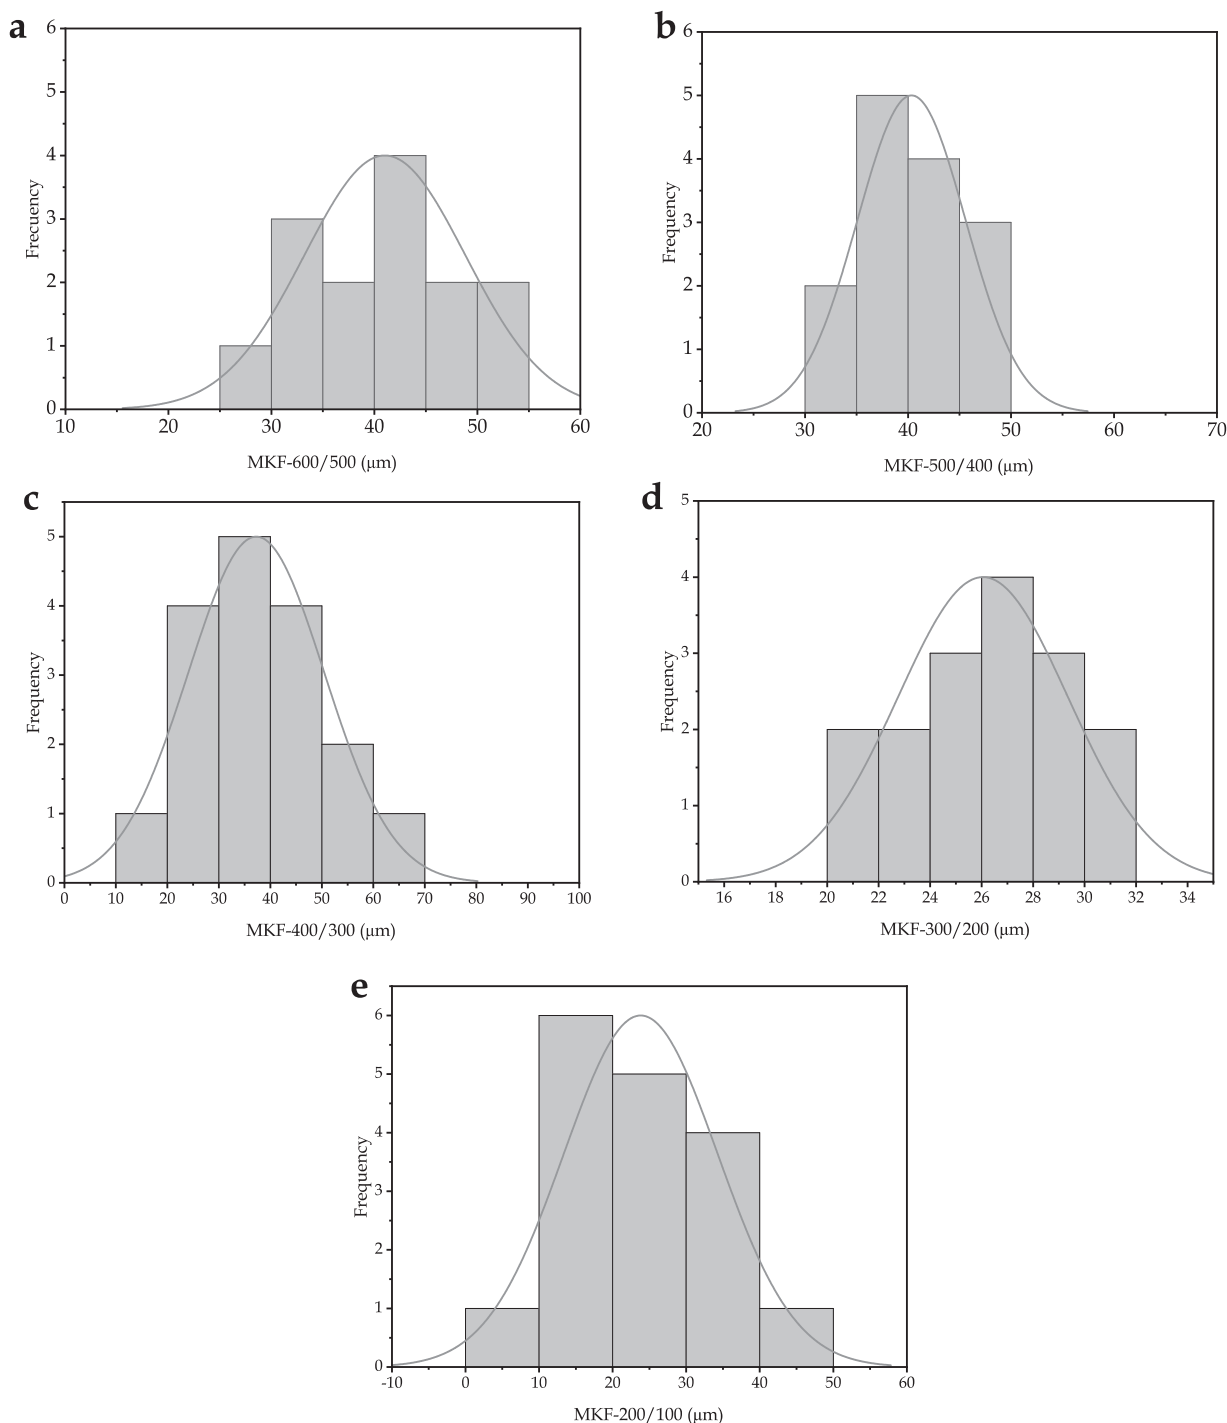 a
6
5
4
3
2
1
0
Frecuency
10 20 30 40 50 60
MKF-600/500 (μm)
b
6
5
4
3
2
1
0
Frequency
20 30 40 50 60 70
MKF-500/400 (μm)
c
5
4
3
2
1
0
Frequency
0 10 20 30 40 50 60 70 80 90 100
MKF-400/300 (μm)
d
5
4
3
2
1
0
Frequency
16 18 20 22 24 26 28 30 32 34
MKF-300/200 (μm)
e
6
5
4
3
2
1
0
Frequency
-10 0 10 20 30 40 50 60
MKF-200/100 (μm)